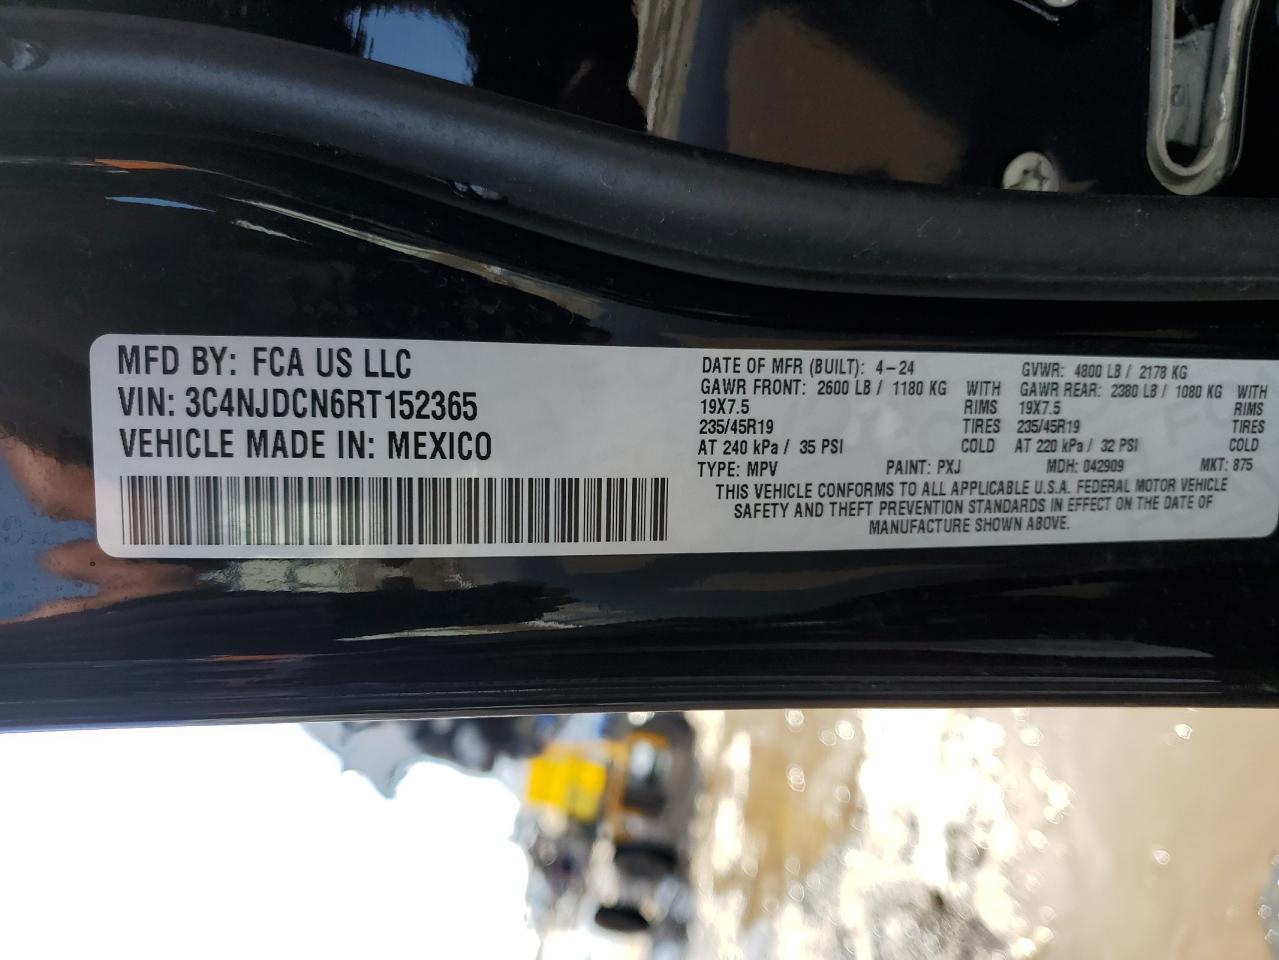 MFD BY: FCA US LLC
VIN: 3C4NJDCN6RT152365
VEHICLE MADE IN: MEXICO
DATE OF MFR (BUILT): 4-24 GVWR: 4800 LB / 2178 KG
GAWR FRONT: 2600 LB / 1180 KG WITH GAWR REAR: 2380 LB / 1080 KG WITH
19X7.5 RIMS 19X7.5 RIMS
235/45R19 TIRES 235/45R19 TIRES
AT 240 kPa / 35 PSI COLD AT 220 kPa / 32 PSI COLD
TYPE: MPV PAINT: PXJ MDH: 042909 MKT: 875
THIS VEHICLE CONFORMS TO ALL APPLICABLE U.S.A. FEDERAL MOTOR VEHICLE
SAFETY AND THEFT PREVENTION STANDARDS IN EFFECT ON THE DATE OF
MANUFACTURE SHOWN ABOVE.